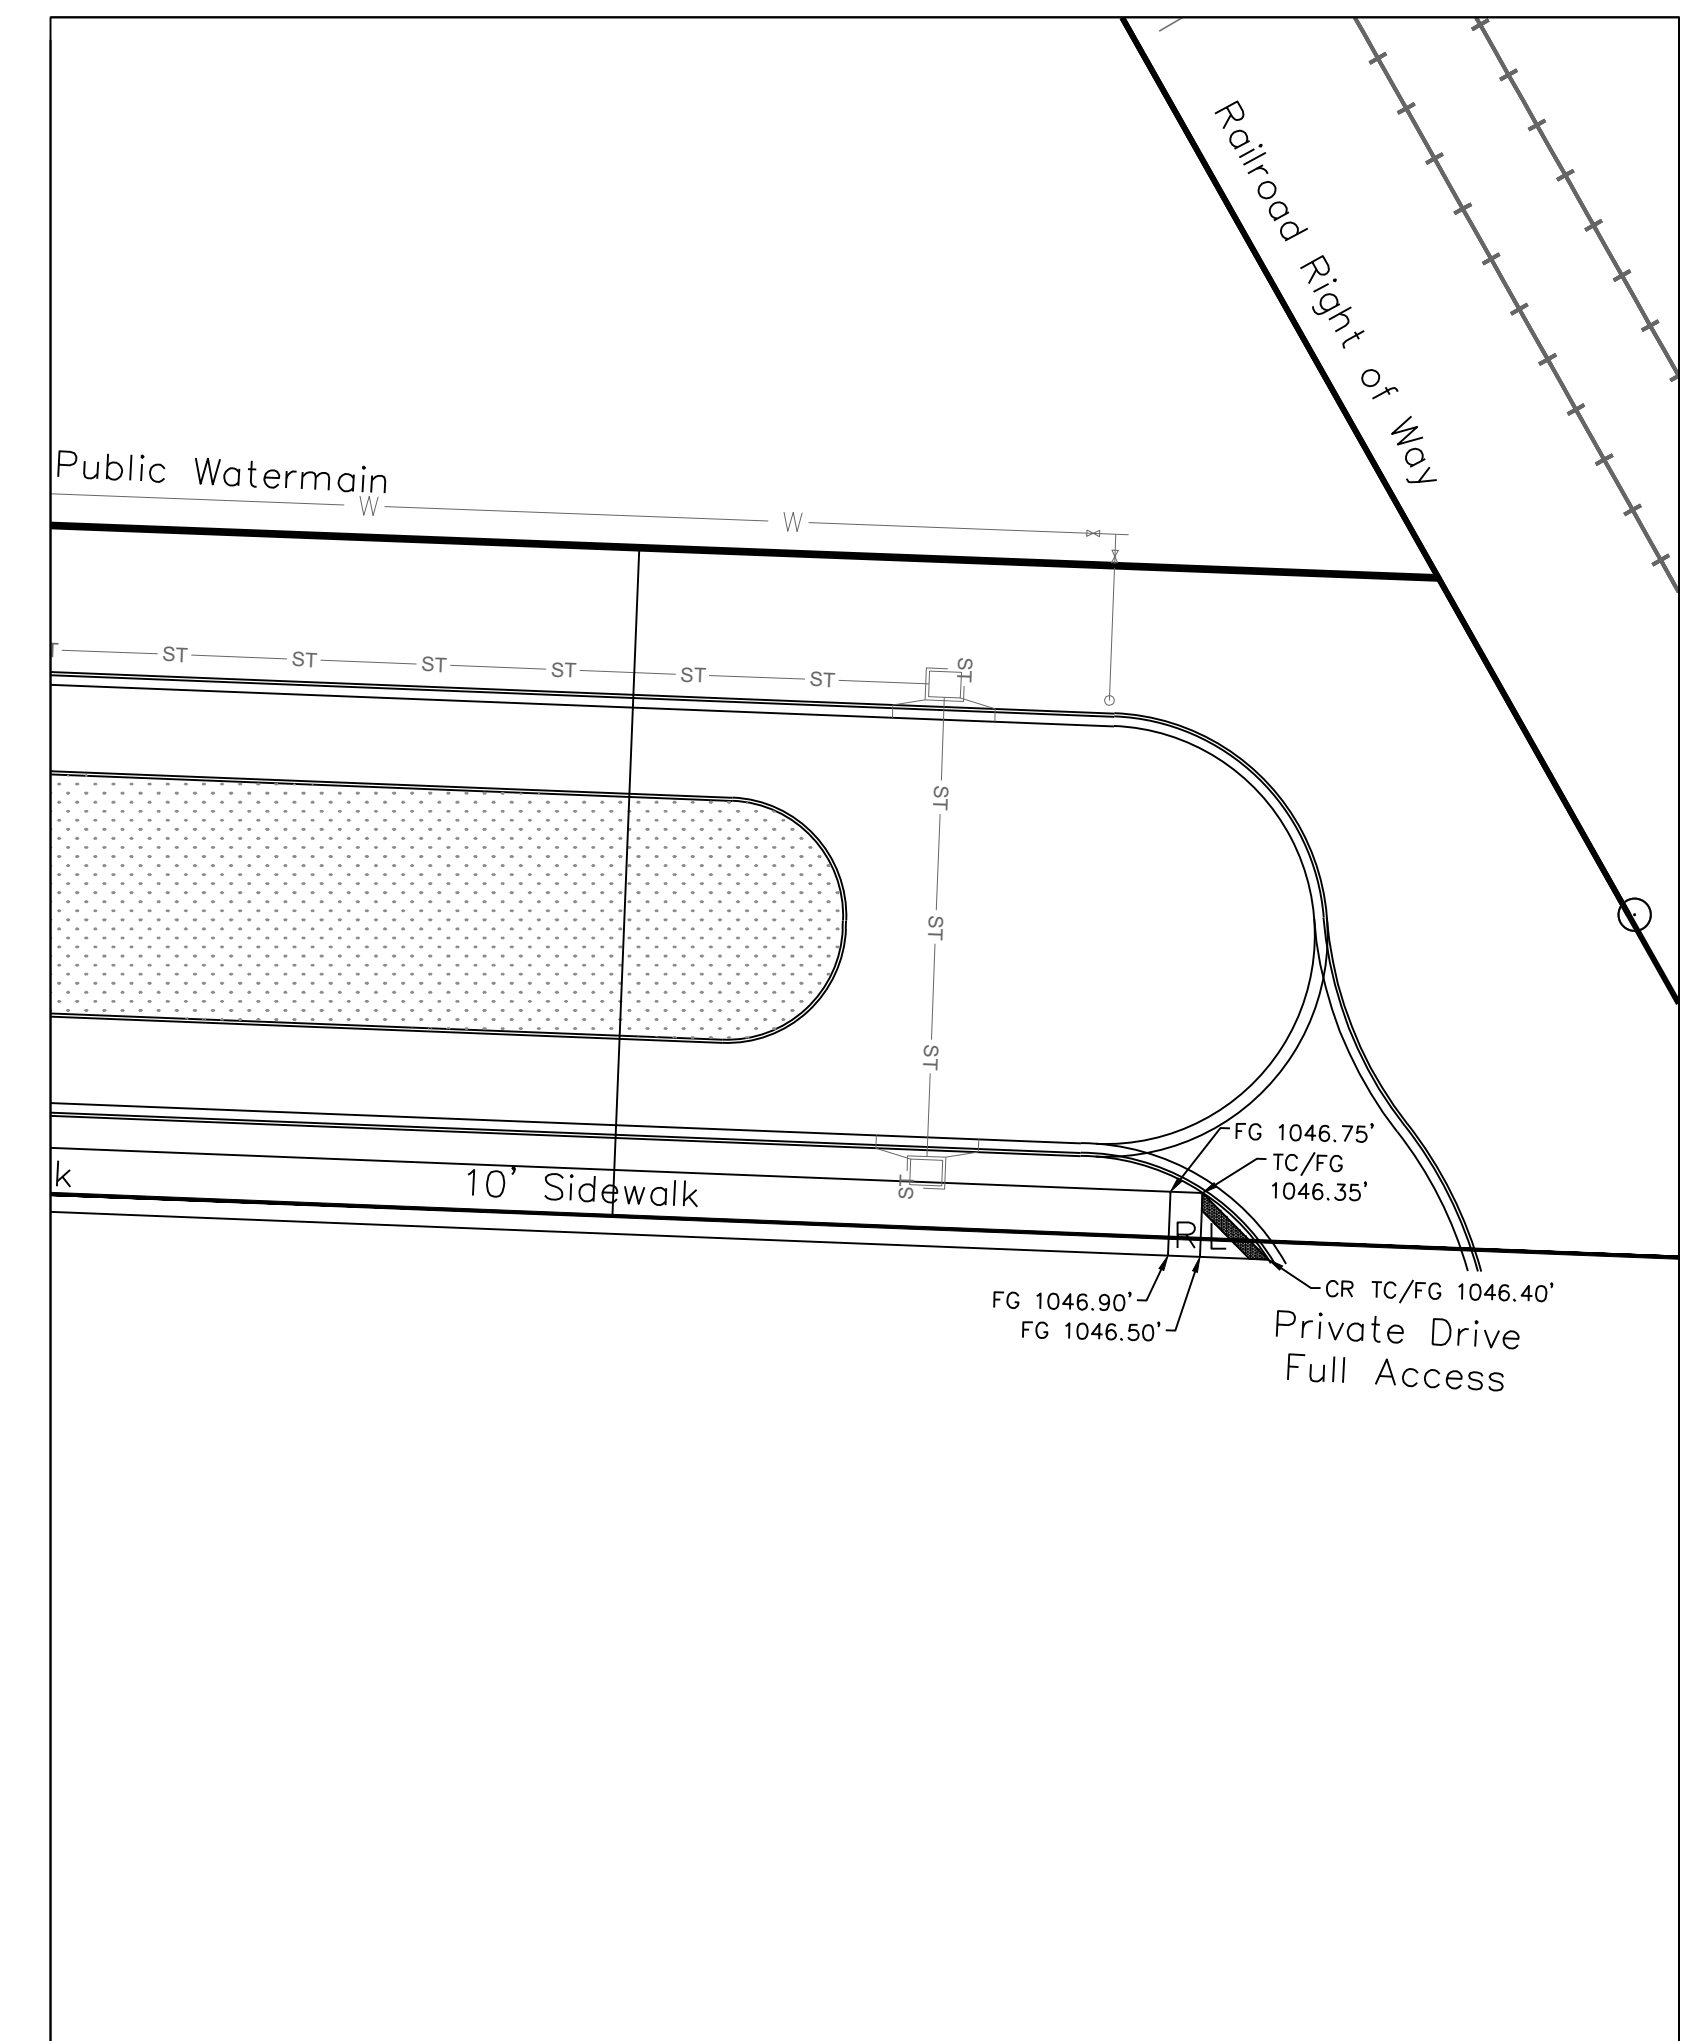 Railroad Right of Way
Public Watermain
W
W
T
ST
ST
ST
ST
ST
ST
ST
ST
ST
ST
FG 1046.75'
TC/FG
1046.35'
k
10' Sidewalk
ST
R
L
CR TC/FG 1046.40'
FG 1046.90'
FG 1046.50'
Private Drive
Full Access